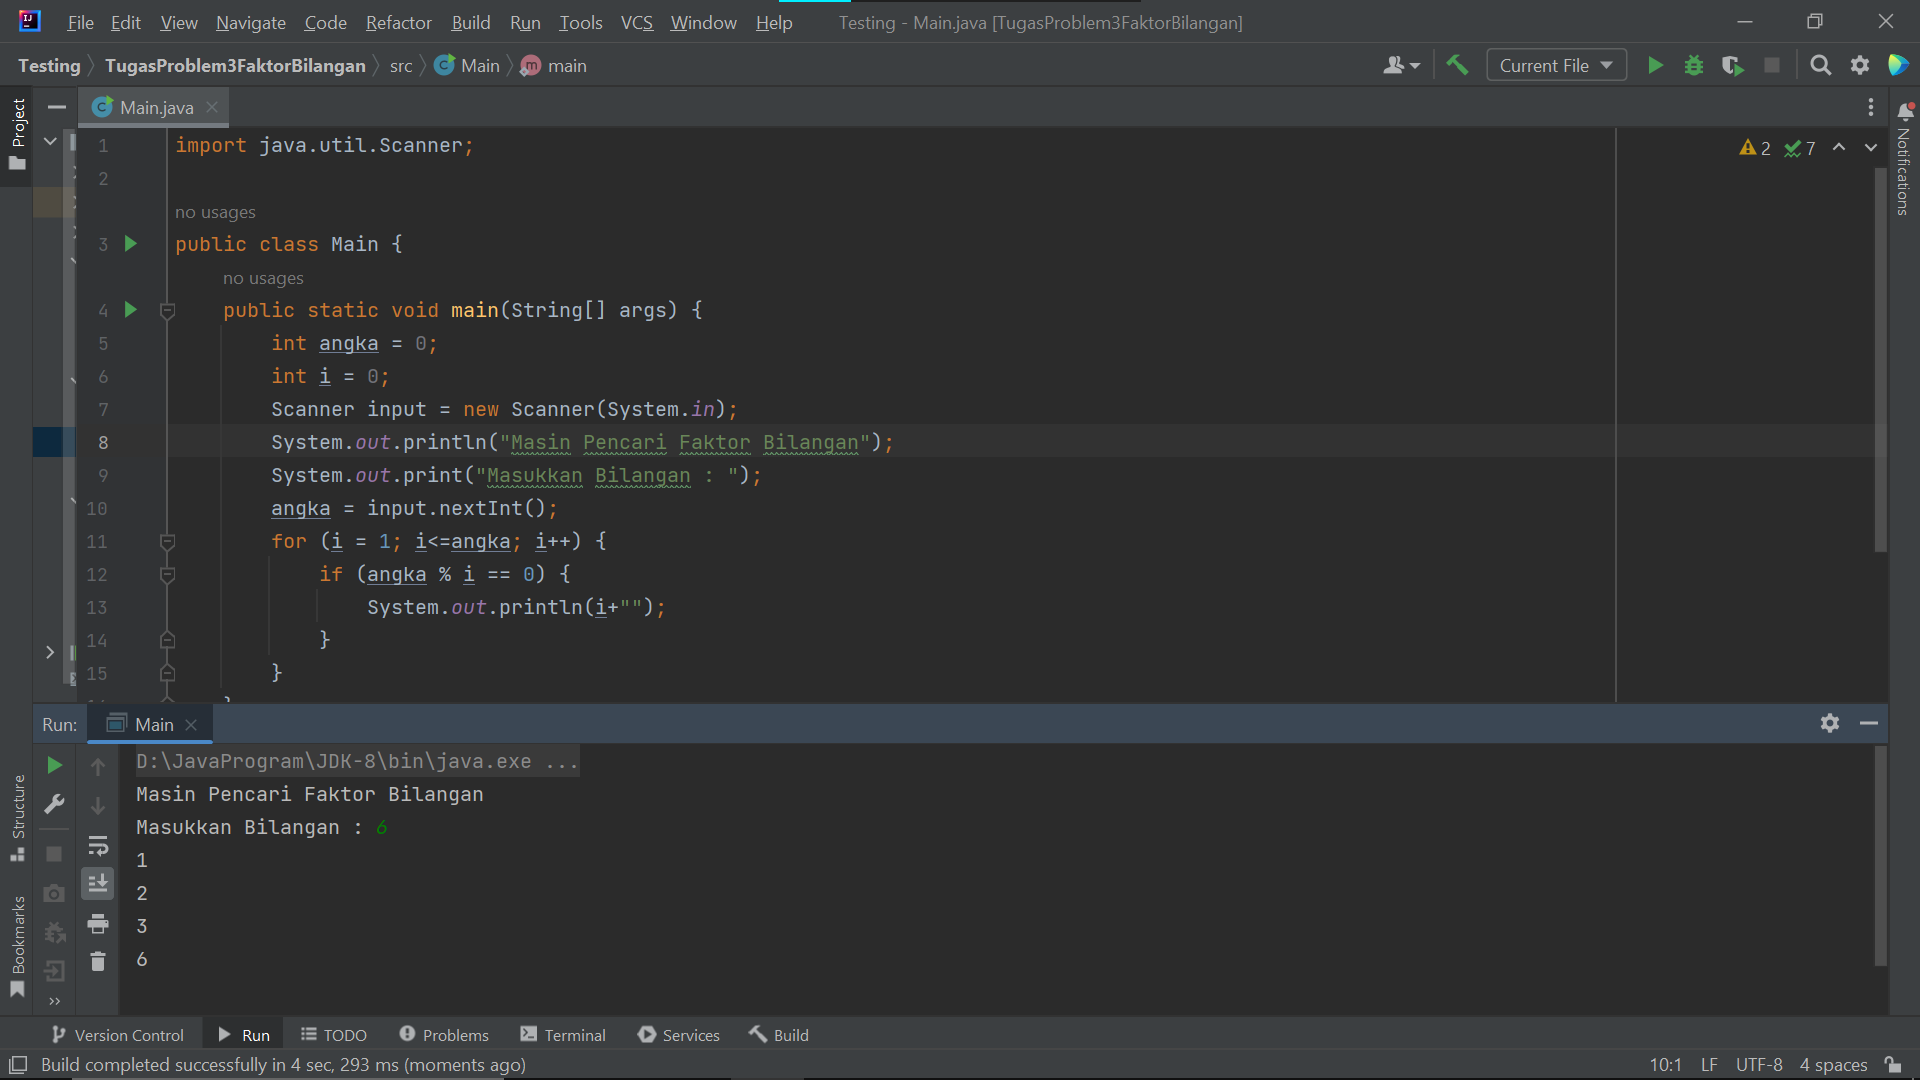 File Edit View Navigate Code Refactor Build Run Tools VCS Window Help Testing - Main.java [TugasProblem3FaktorBilangan]
Testing TugasProblem3FaktorBilangan src Main main Current File
Project
Main.java
2 7
Notifications
1 import java.util.Scanner;
2
no usages
3 public class Main {
no usages
4 public static void main(String[] args) {
5 int angka = 0;
6 int i = 0;
7 Scanner input = new Scanner(System.in);
8 System.out.println("Masin Pencari Faktor Bilangan");
9 System.out.print("Masukkan Bilangan : ");
10 angka = input.nextInt();
11 for (i = 1; i<=angka; i++) {
12 if (angka % i == 0) {
13 System.out.println(i+"");
14 }
15 }
Run: Main
D:\JavaProgram\JDK-8\bin\java.exe ...
Masin Pencari Faktor Bilangan
Masukkan Bilangan : 6
1
2
3
6
Structure
Bookmarks
Version Control Run TODO Problems Terminal Services Build
Build completed successfully in 4 sec, 293 ms (moments ago) 10:1 LF UTF-8 4 spaces